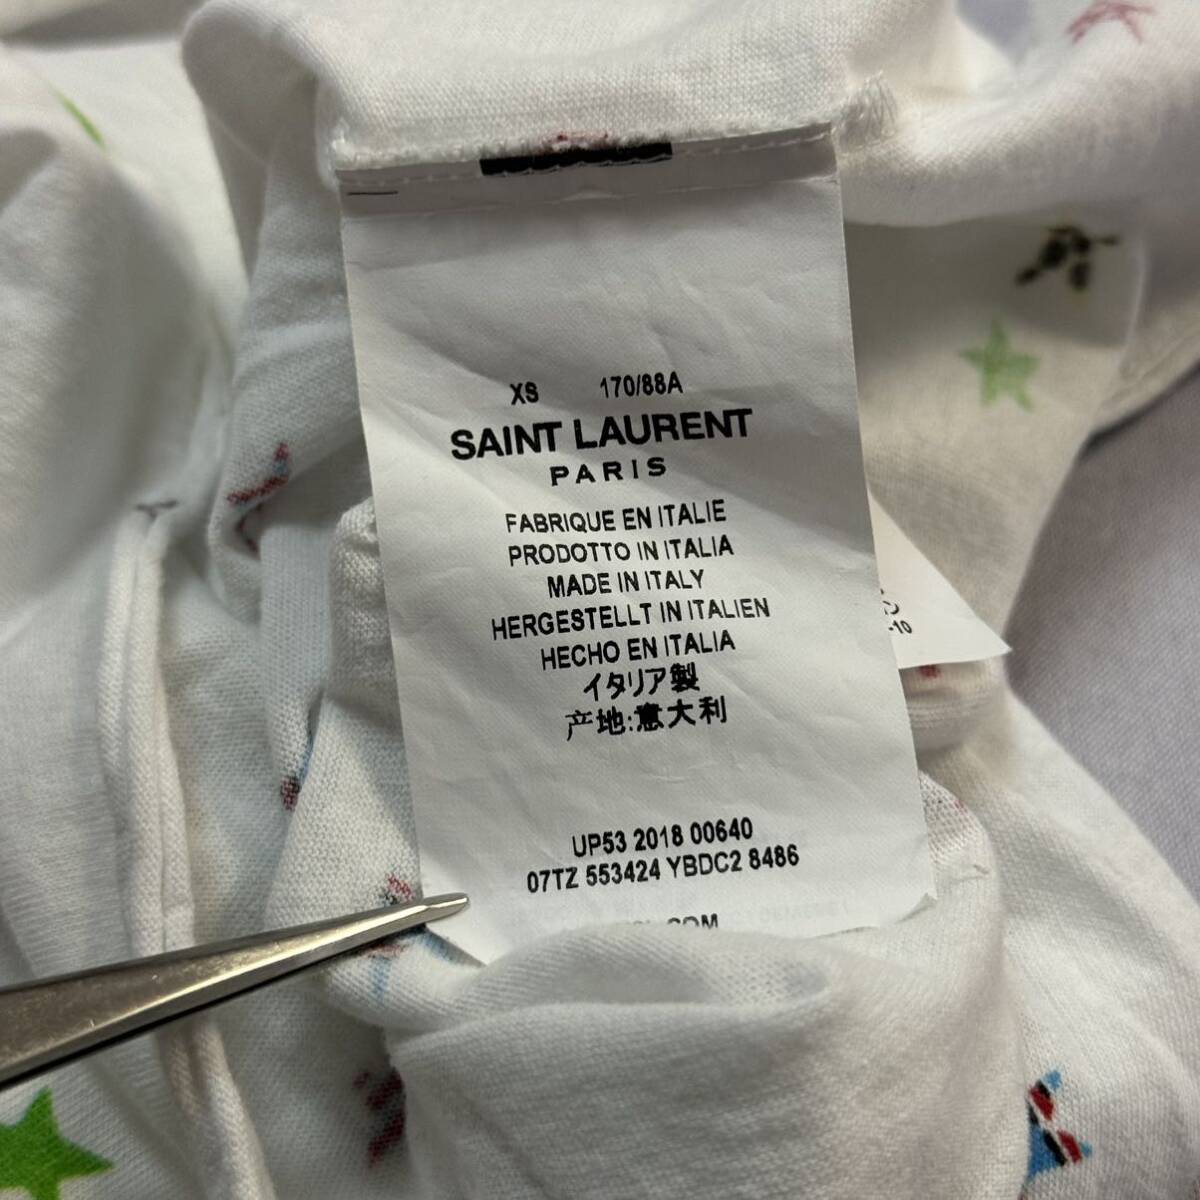 XS 170/88A
SAINT LAURENT
PARIS
FABRIQUE EN ITALIE
PRODOTTO IN ITALIA
MADE IN ITALY
HERGESTELLT IN ITALIEN
HECHO EN ITALIA
イタリア製
产地:意大利
UP53 2018 00640
07TZ 553424 YBDC2 8486
-10